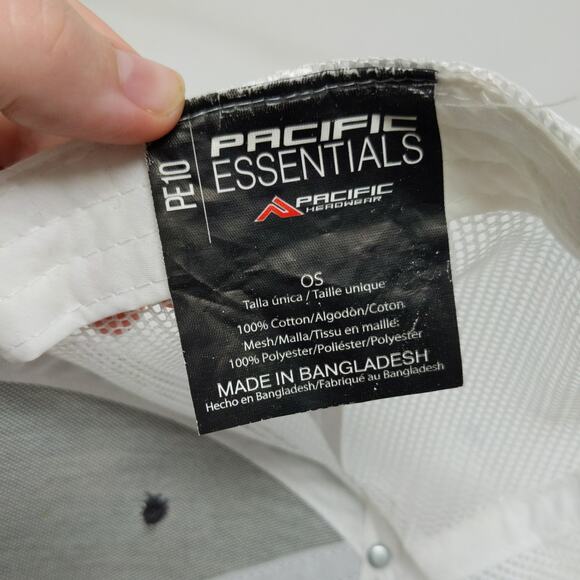 PE10
PACIFIC
ESSENTIALS
PACIFIC
HEADWEAR
OS
Talla única / Taille unique
100% Cotton/Algodòn/Coton
Mesh/Malla/Tissu en maille:
100% Polyester/Poliéster/Polyester
MADE IN BANGLADESH
Hecho en Bangladesh/Fabriqué au Bangladesh